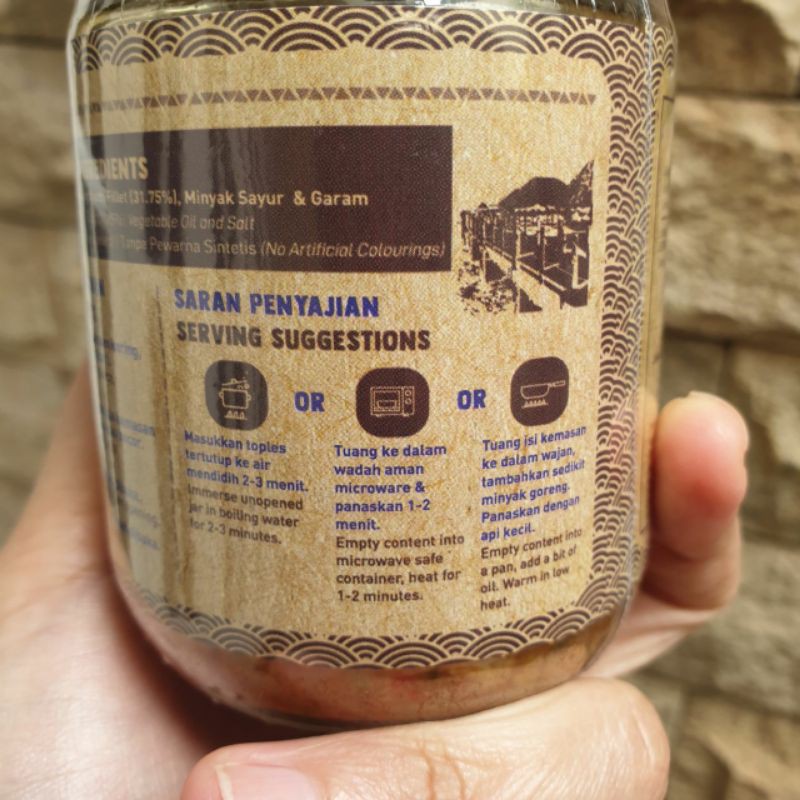 INGREDIENTS
Fillet (31.75%), Minyak Sayur & Garam
Vegetable Oil and Salt
Tanpa Pewarna Sintetis (No Artificial Colourings)
SARAN PENYAJIAN
SERVING SUGGESTIONS
OR
OR
Masukkan toples
tertutup ke air
mendidih 2-3 menit.
Immerse unopened
jar in boiling water
for 2-3 minutes.
Tuang ke dalam
wadah aman
microware &
panaskan 1-2
menit.
Empty content into
microwave safe
container, heat for
1-2 minutes.
Tuang isi kemasan
ke dalam wajan,
tambahkan sedikit
minyak goreng.
Panaskan dengan
api kecil.
Empty content into
a pan, add a bit of
oil. Warm in low
heat.